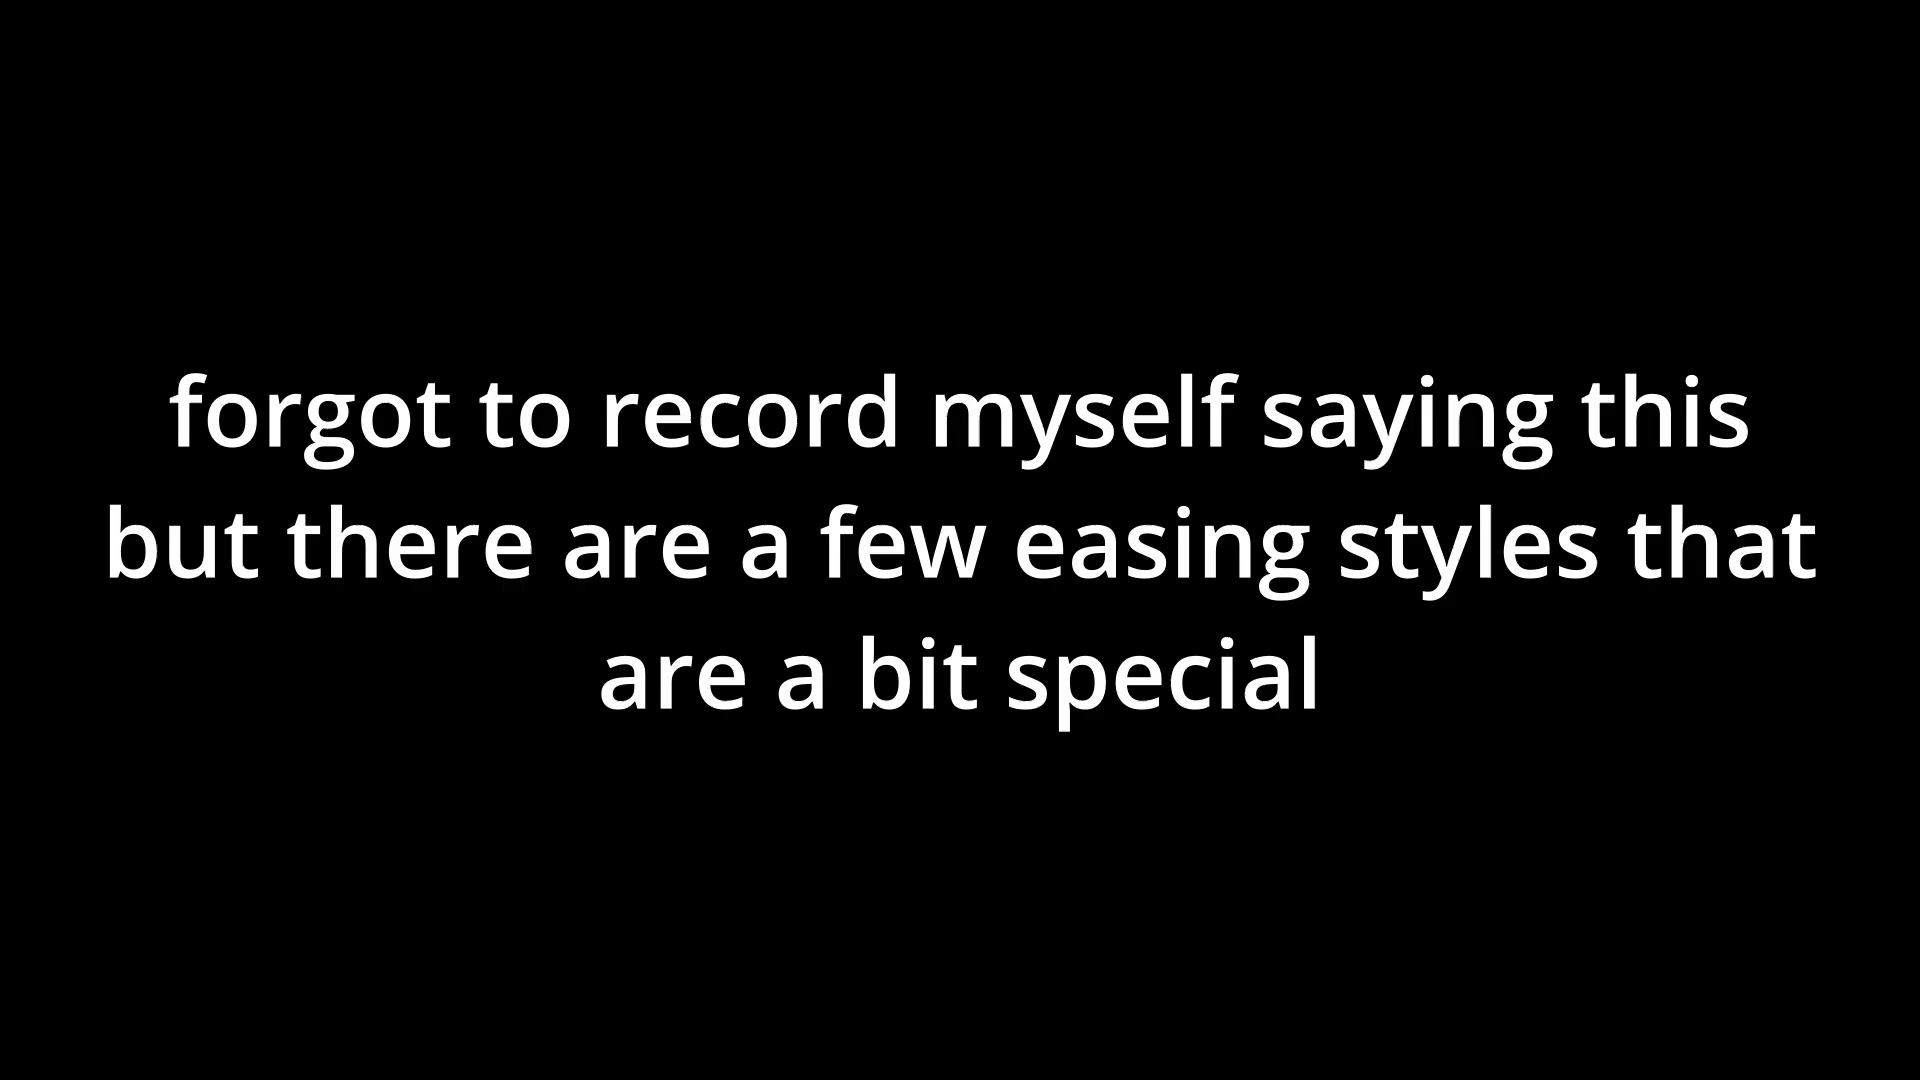 forgot to record myself saying this
but there are a few easing styles that
are a bit special